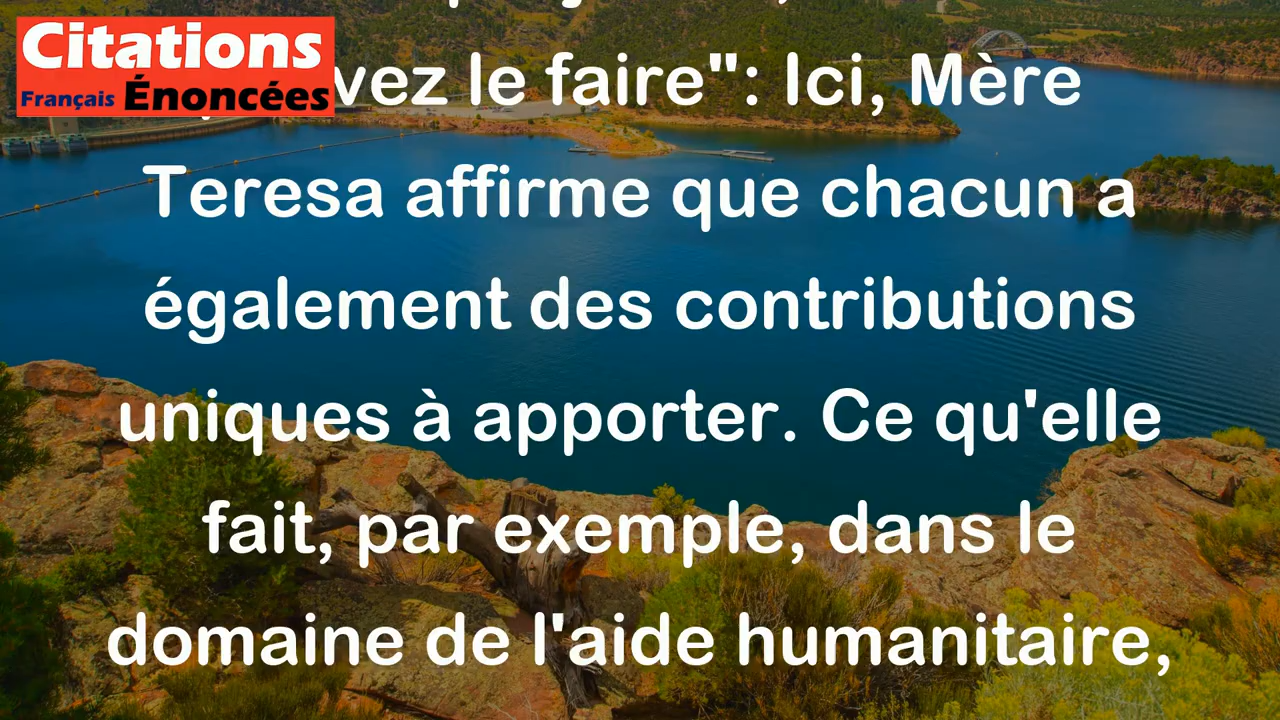 Citations
Français Énoncées
vez le faire": Ici, Mère
Teresa affirme que chacun a
également des contributions
uniques à apporter. Ce qu'elle
fait, par exemple, dans le
domaine de l'aide humanitaire,